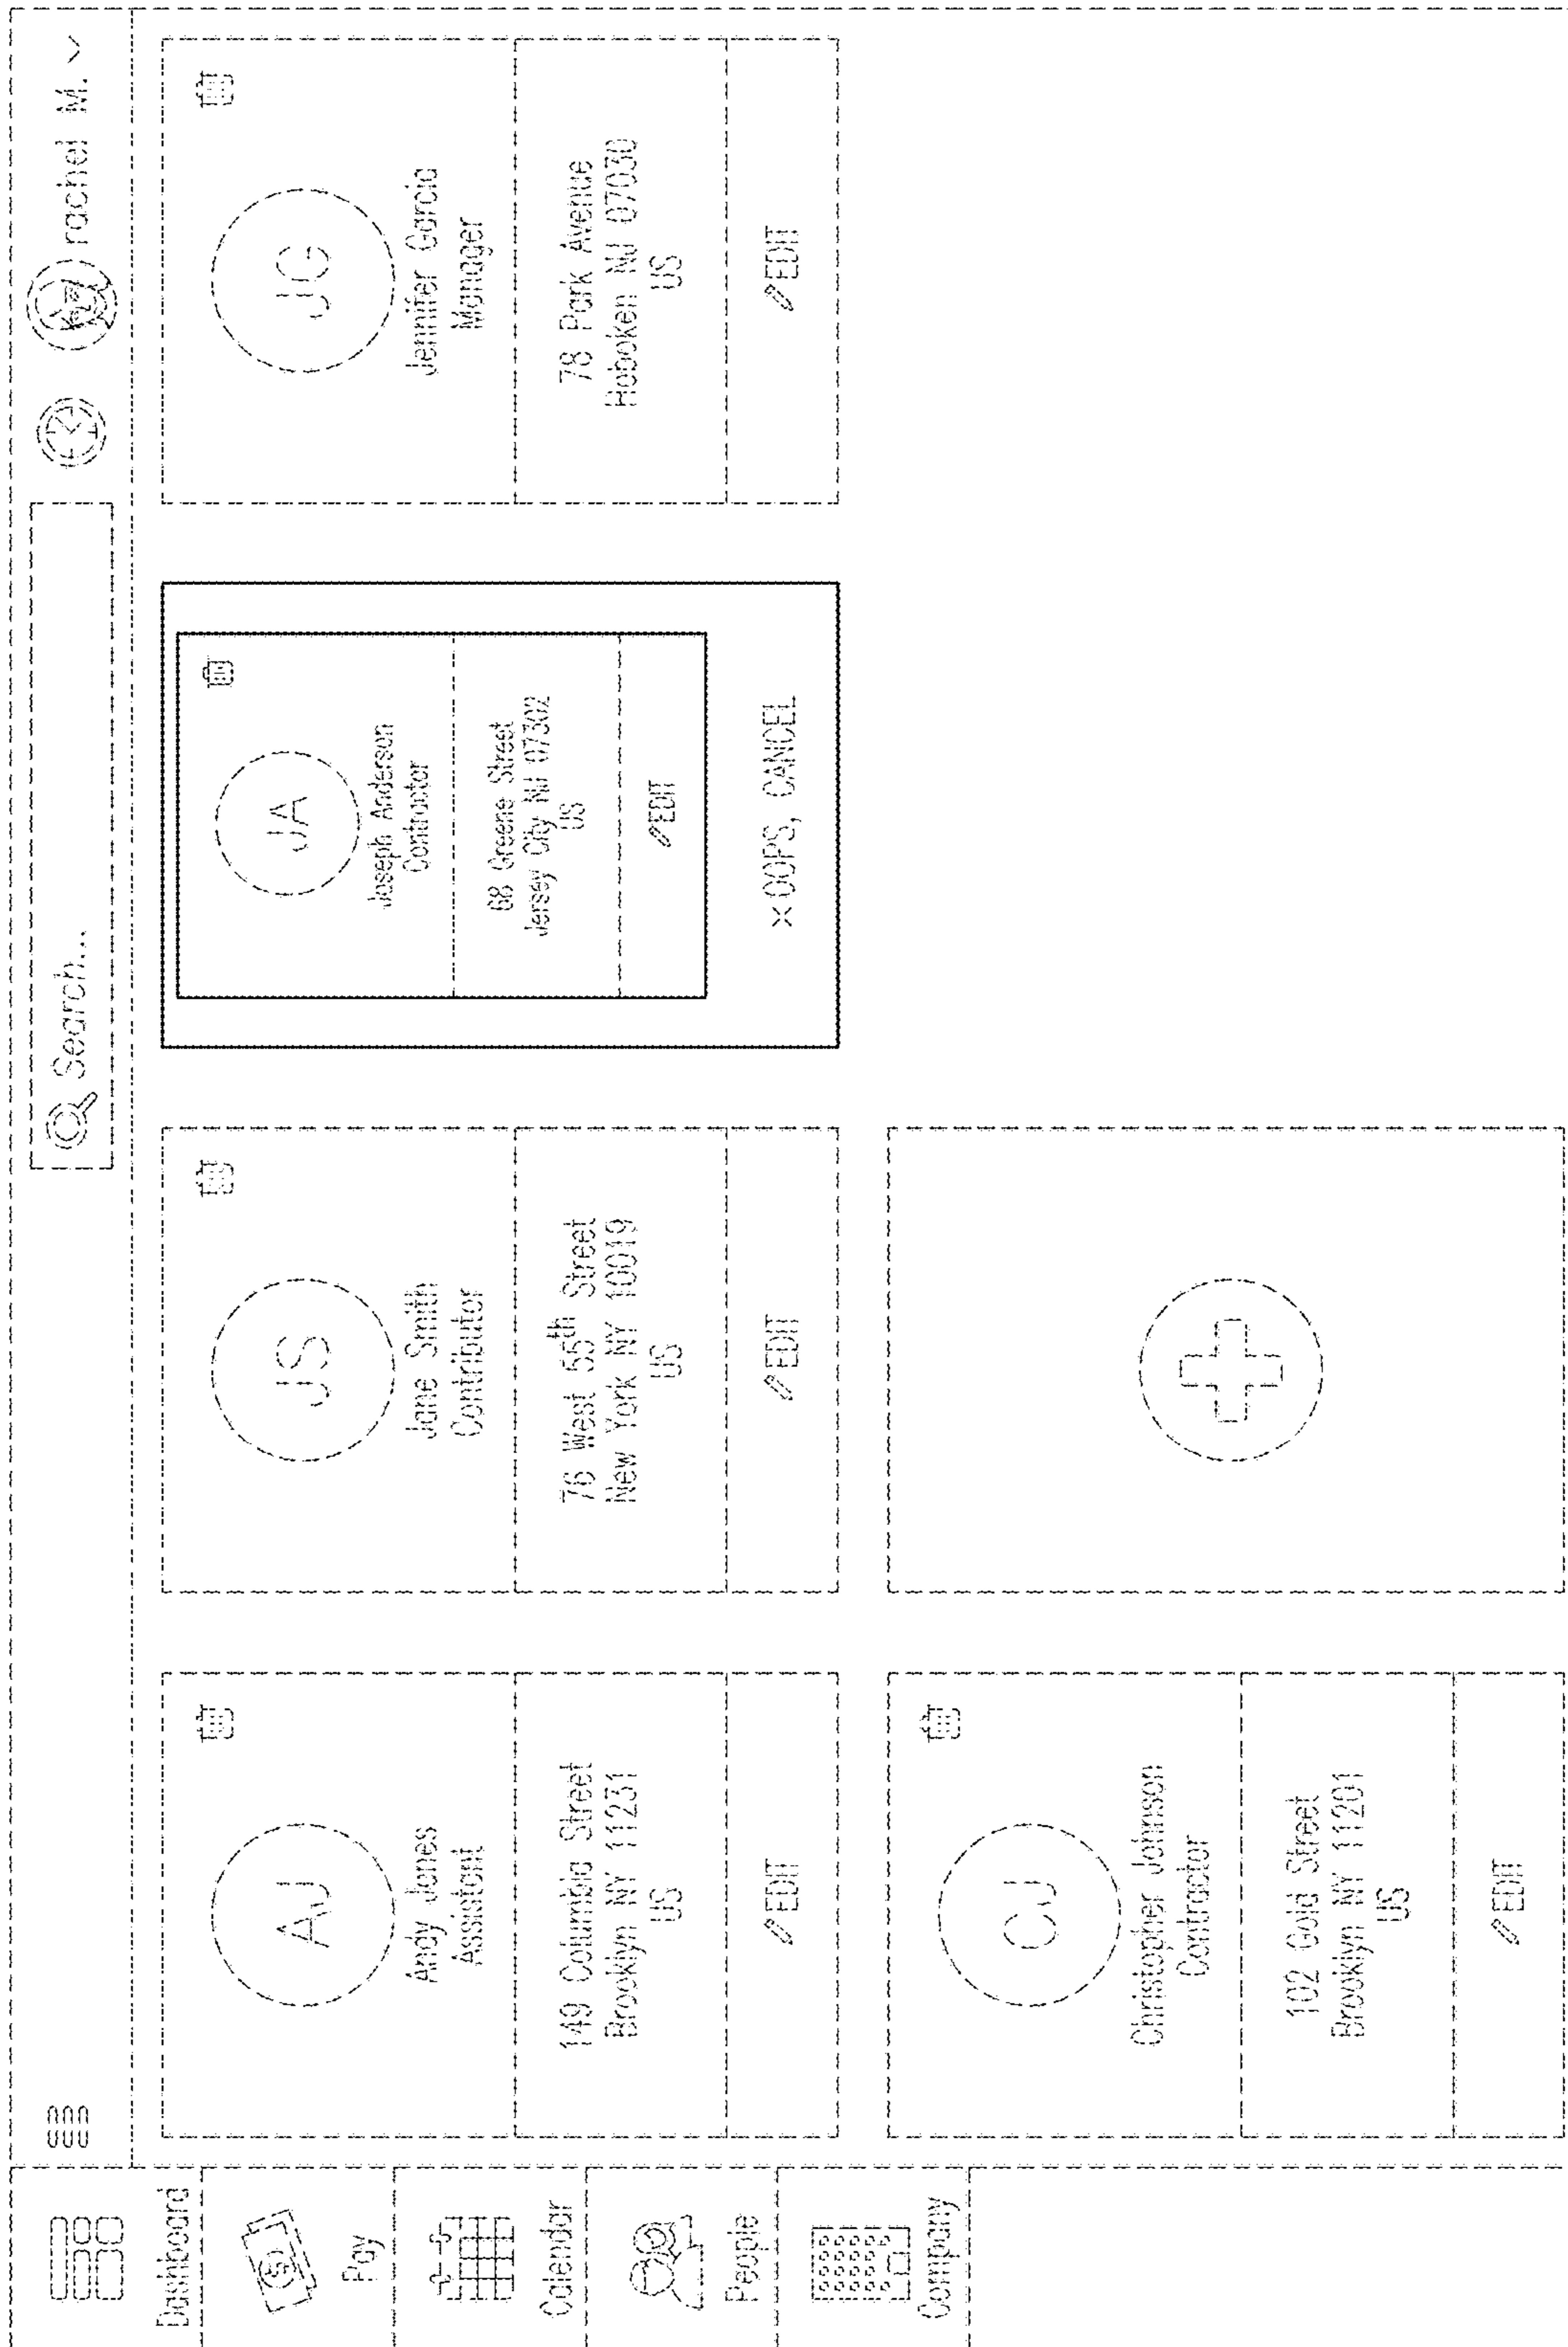 Search...
rachel M.
Dashboard
Pay
Calendar
People
Company
AJ
Andy Jones
Assistant
149 Columbia Street
Brooklyn NY 11231
US
EDIT
JS
Jane Smith
Contributor
76 West 55th Street
New York NY 10019
US
EDIT
JA
Joseph Anderson
Contractor
68 Greene Street
Jersey City NJ 07302
US
EDIT
×OOPS, CANCEL
JG
Jennifer Garcia
Manager
78 Park Avenue
Hoboken NJ 07030
US
EDIT
CJ
Christopher Johnson
Contractor
102 Gold Street
Brooklyn NY 11201
US
EDIT